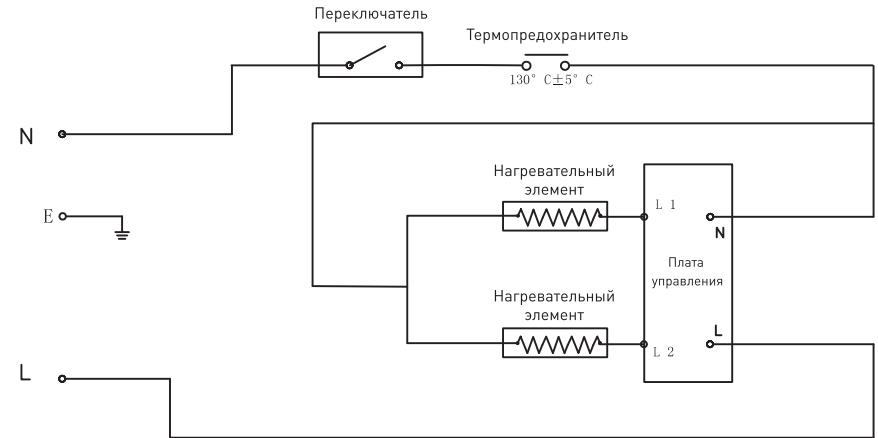 Переключатель
Термопредохранитель
130° C±5° C
N
Нагревательный
элемент
E
L 1
N
Плата
управления
Нагревательный
элемент
L
L 2
L